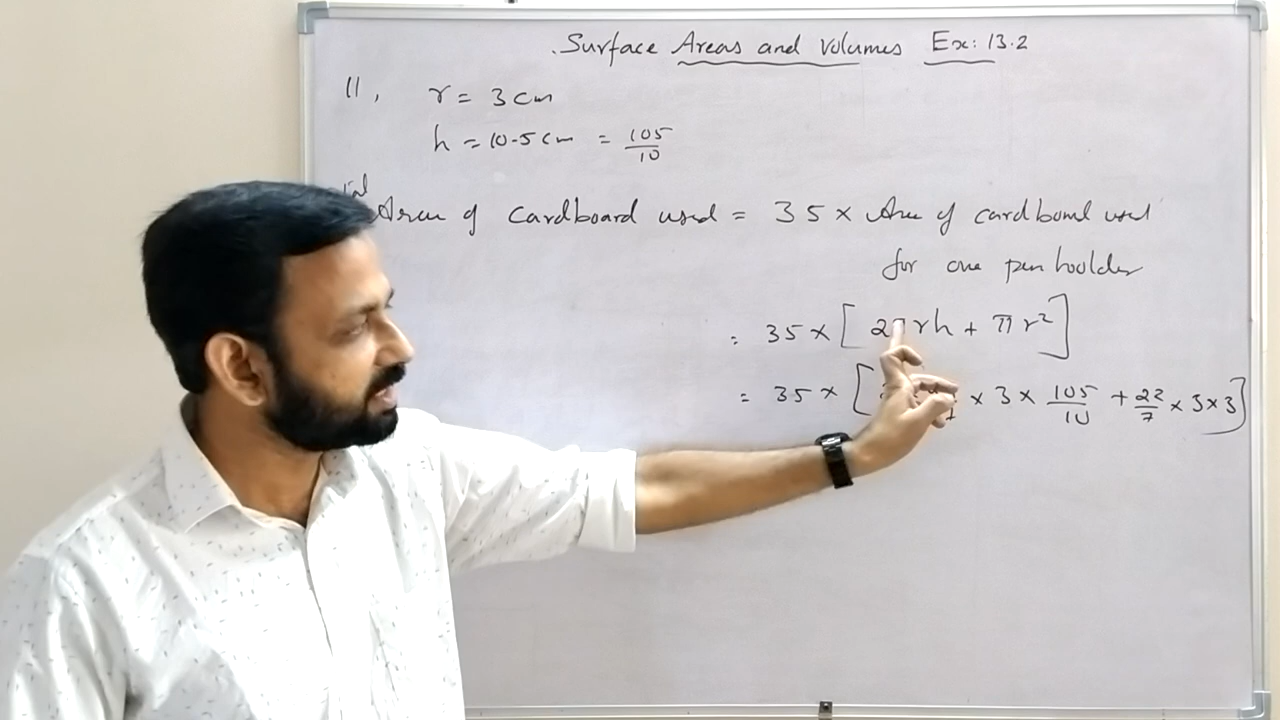 Surface Areas and volumes Ex: 13.2
11, r = 3 cm
h = 10.5 cm = 105/10
Area of cardboard used = 35 × Area of cardboard used
for one pen hoolder
= 35 × [ 2πrh + πr² ]
= 35 × [ × 3 × 105/10 + 22/7 × 3 × 3 ]